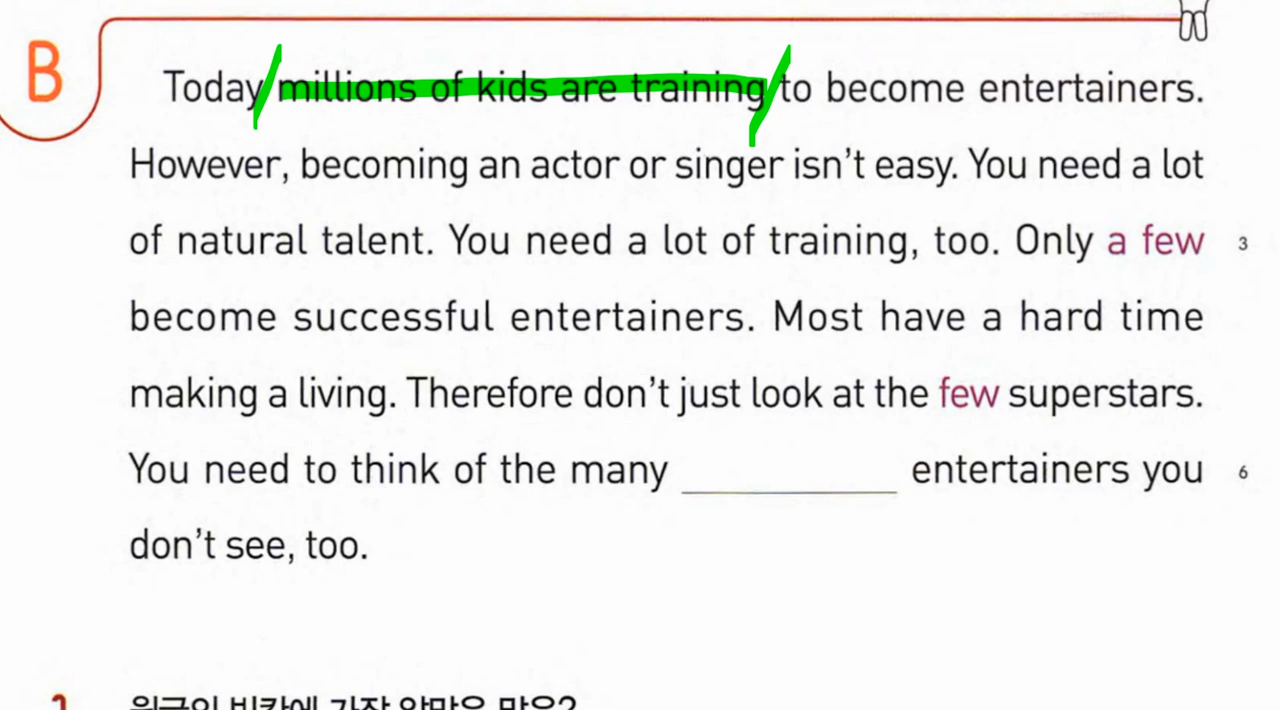 B
Today millions of kids are training to become entertainers.
However, becoming an actor or singer isn't easy. You need a lot
of natural talent. You need a lot of training, too. Only a few 3
become successful entertainers. Most have a hard time
making a living. Therefore don't just look at the few superstars.
You need to think of the many __________ entertainers you 6
don't see, too.